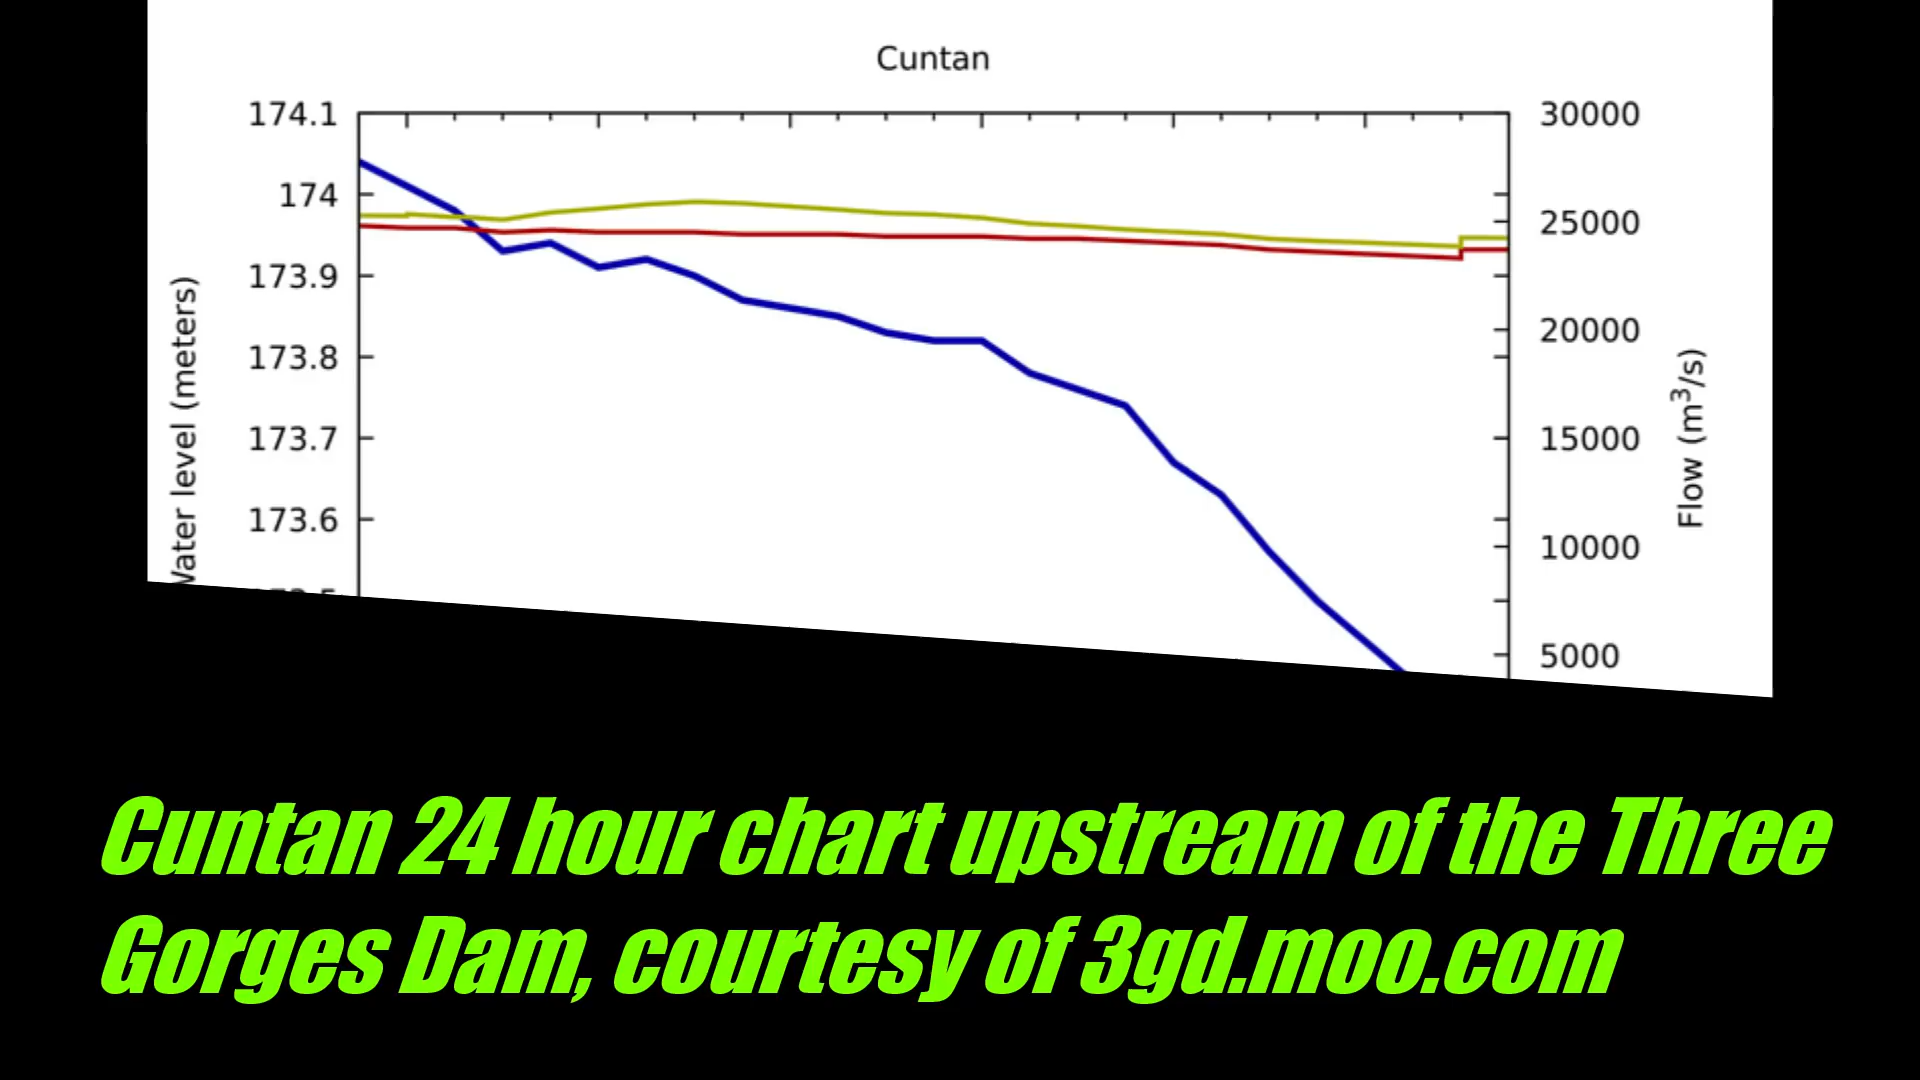 Cuntan
174.1
174
173.9
173.8
173.7
173.6
Water level (meters)
30000
25000
20000
15000
10000
5000
Flow (m³/s)
Cuntan 24 hour chart upstream of the Three
Gorges Dam, courtesy of 3gd.moo.com